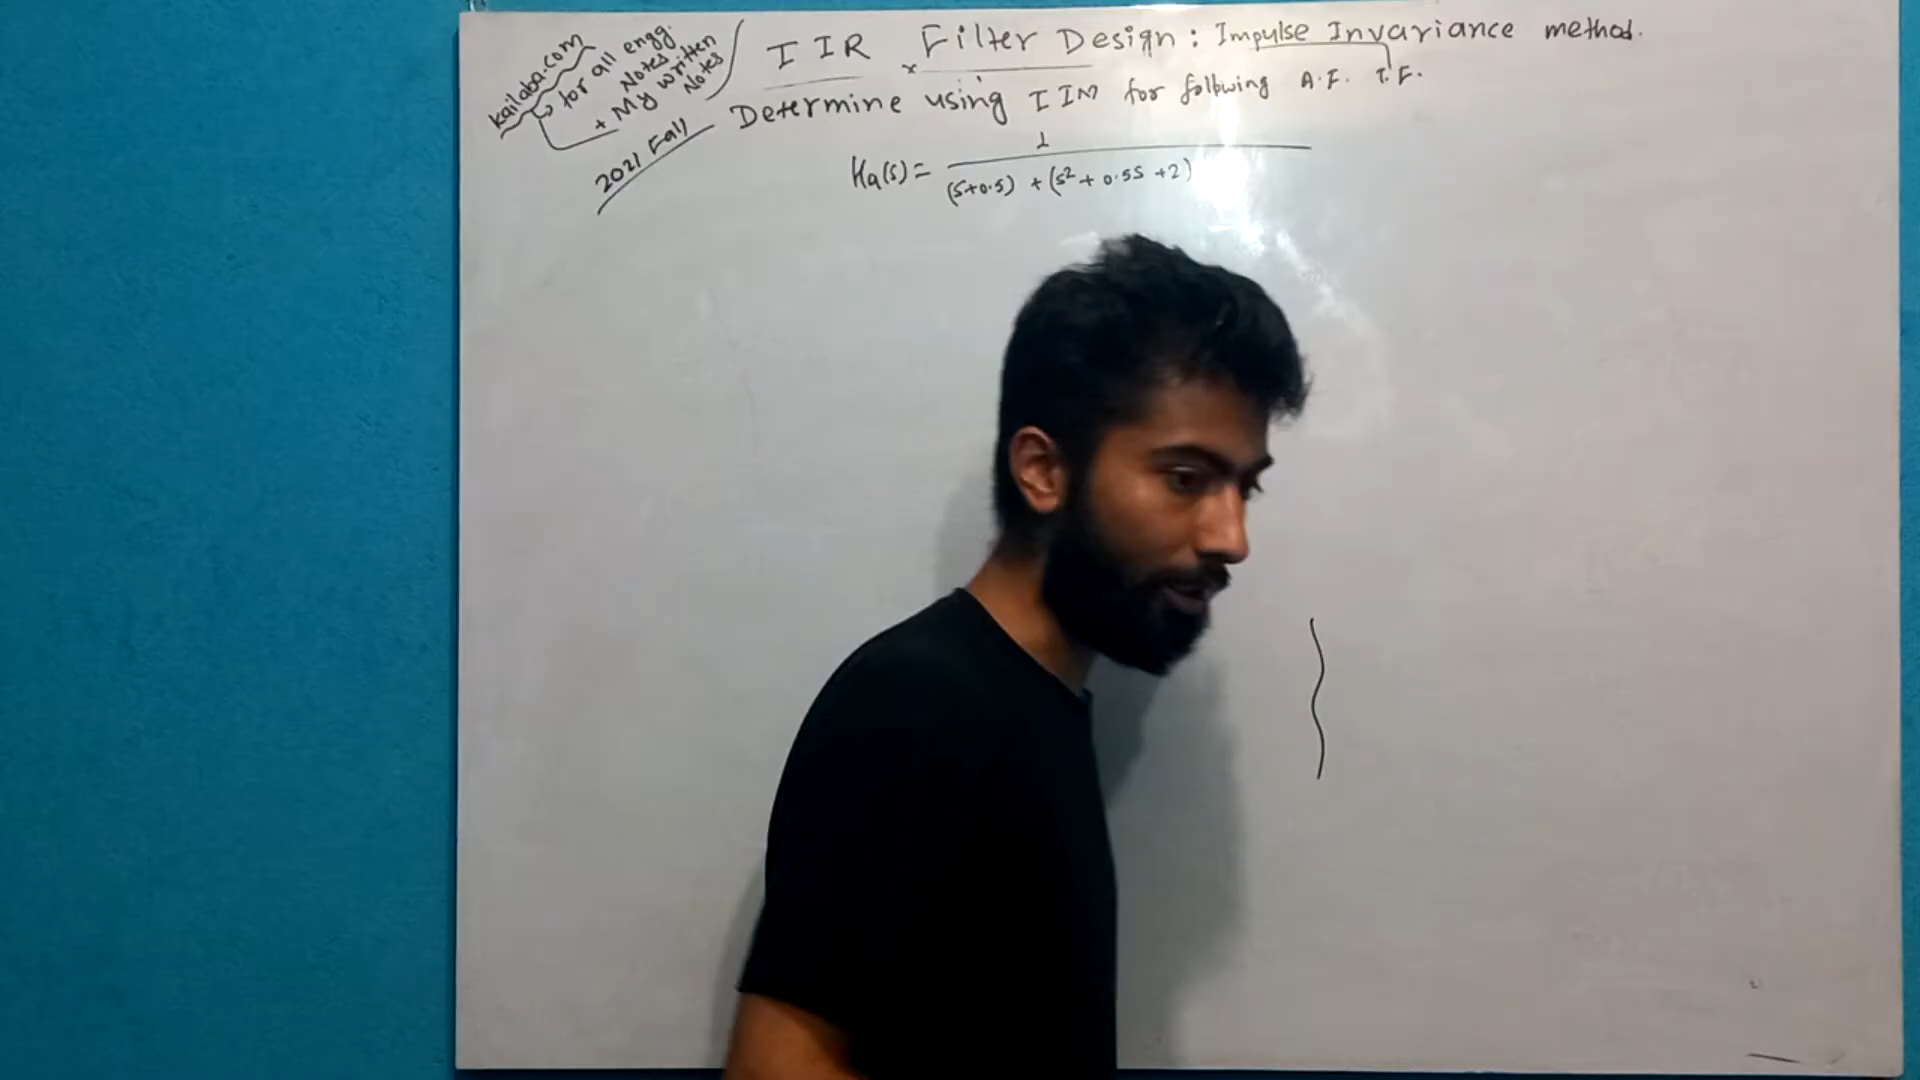 kailaba.com
for all engg.
Notes
+ My written
Notes
IIR Filter Design: Impulse Invariance method.
2021 Fall
Determine using IIM for following A.F. T.F.
Ha(s) = 1 / (s+0.5) + (s² + 0.5s + 2)